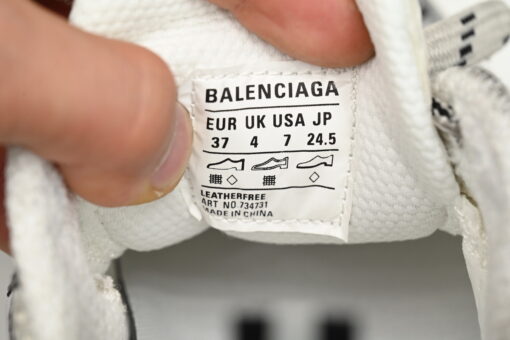 BALENCIAGA
EUR UK USA JP
37 4 7 24.5
LEATHERFREE
ART NO 734731
MADE IN CHINA